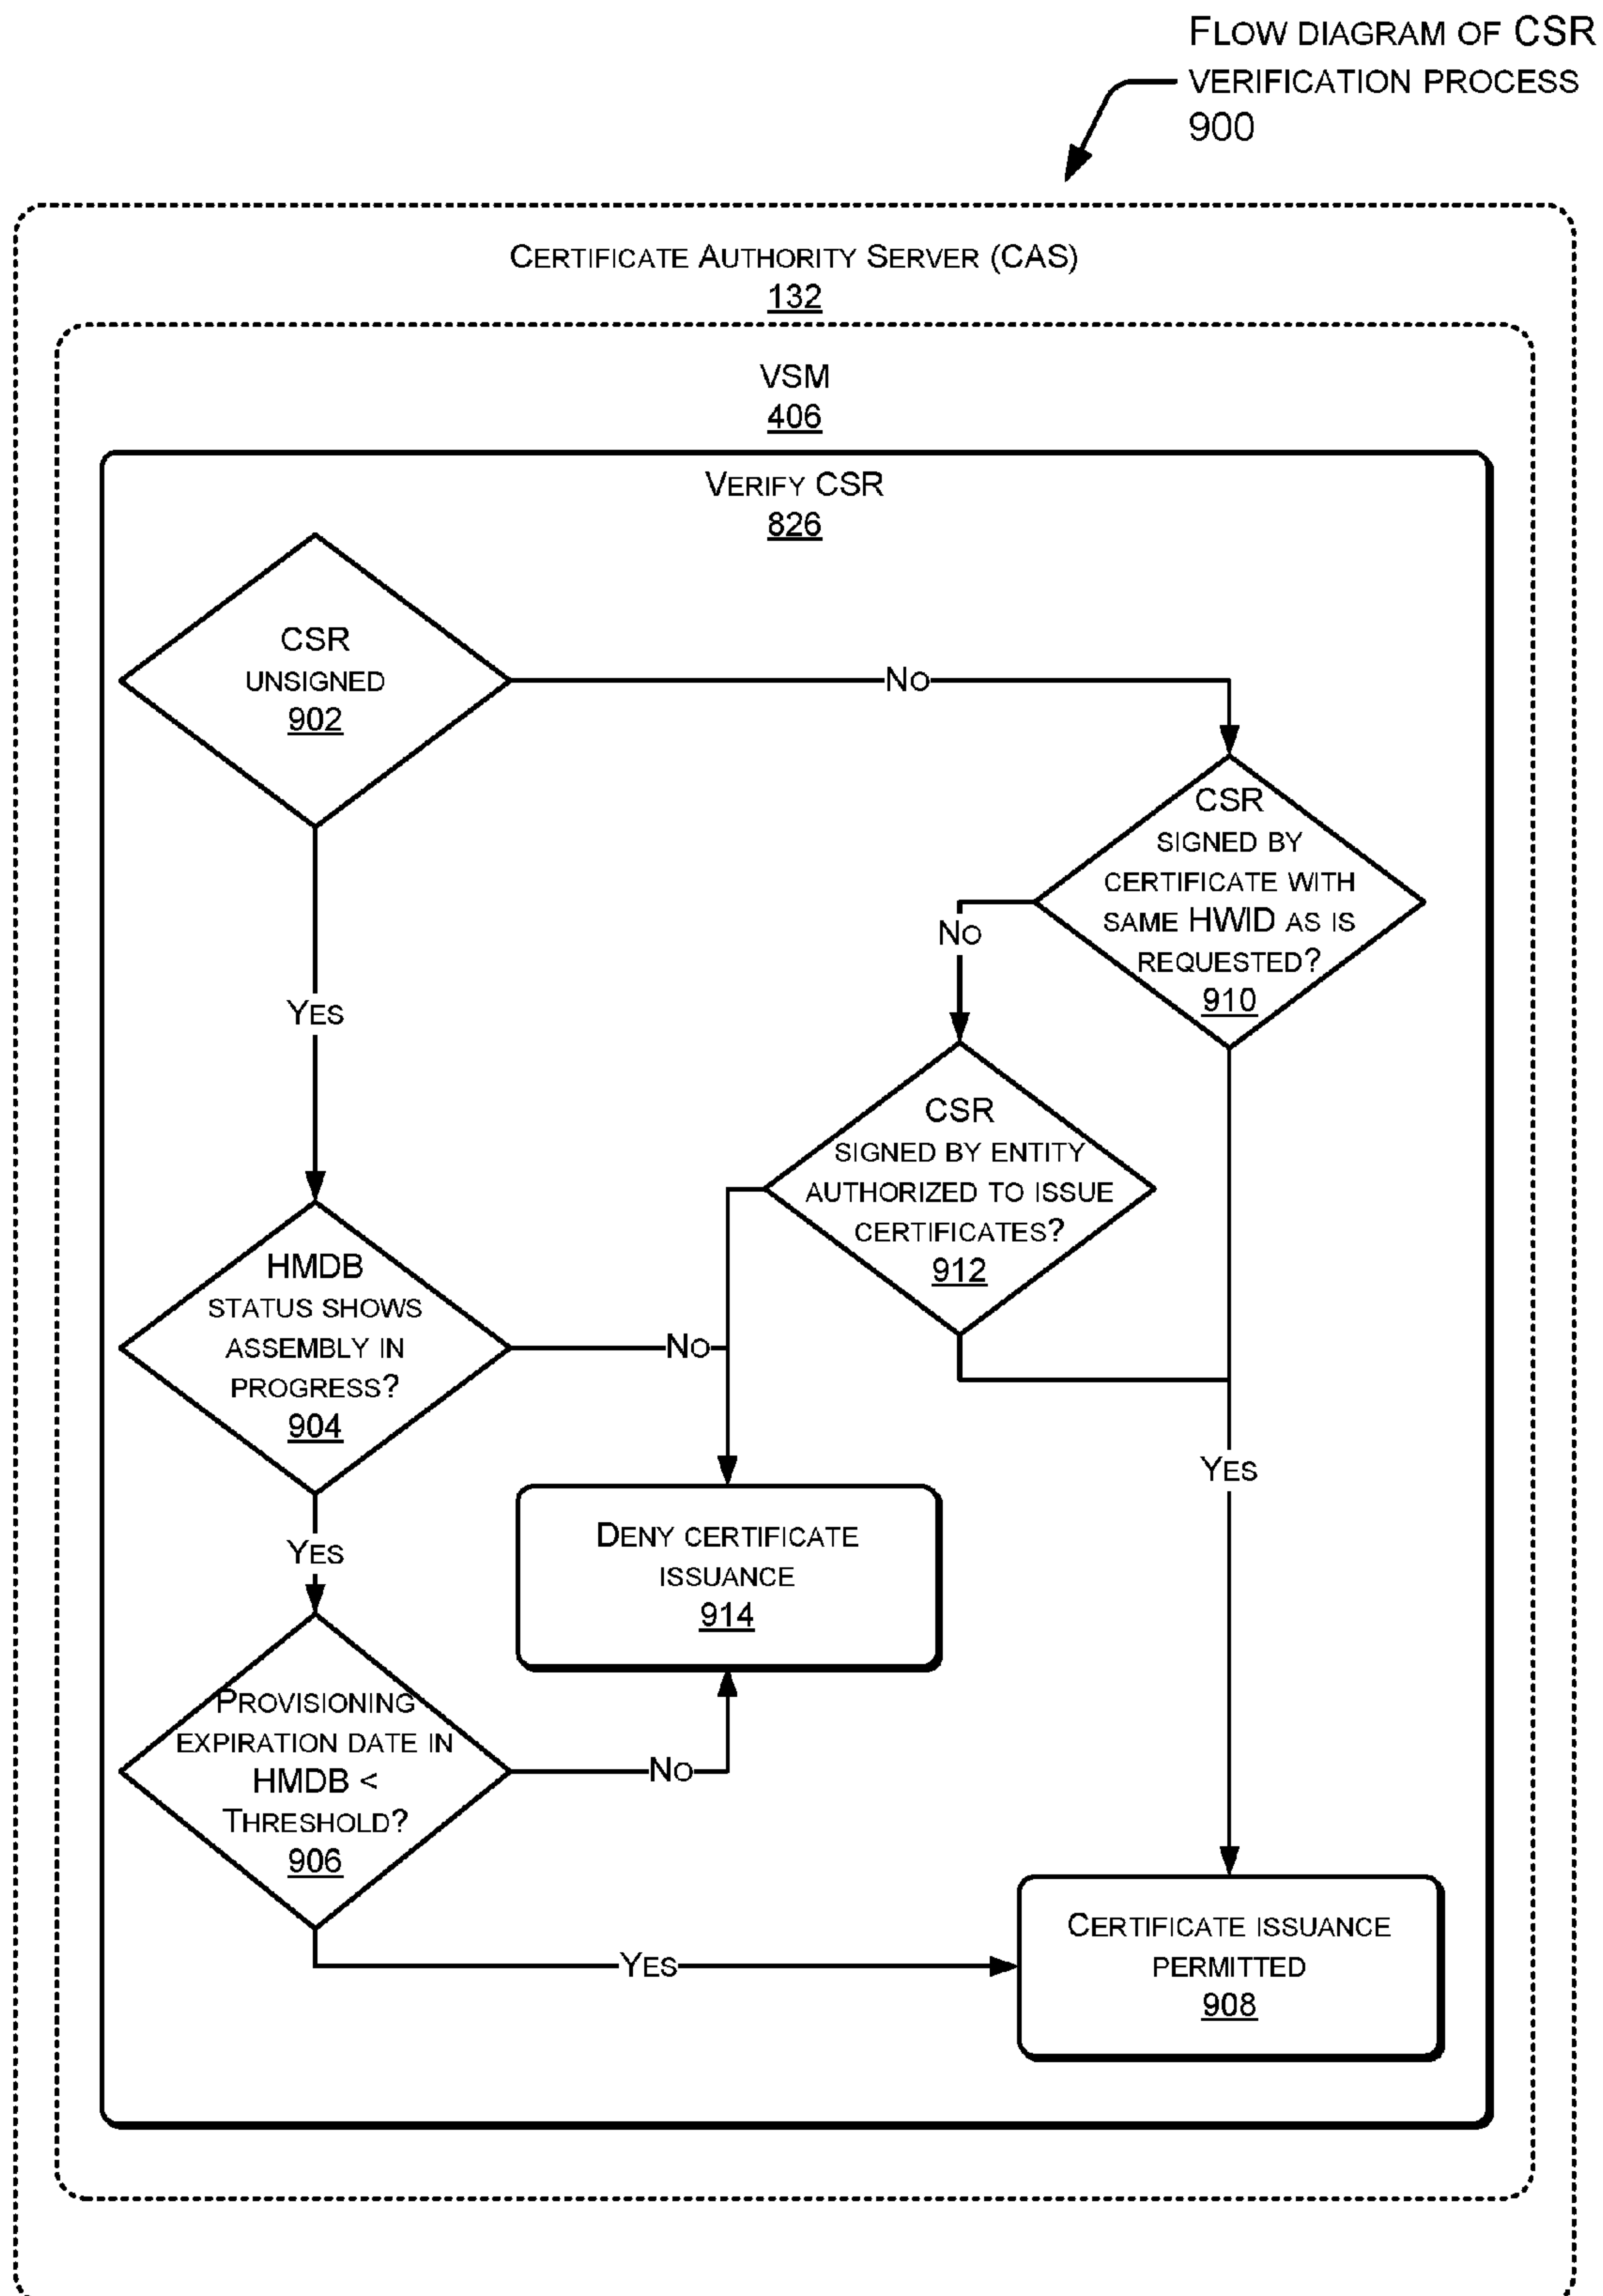 FLOW DIAGRAM OF CSR
VERIFICATION PROCESS
900
CERTIFICATE AUTHORITY SERVER (CAS)
132
VSM
406
VERIFY CSR
826
CSR
UNSIGNED
902
NO
CSR
SIGNED BY
CERTIFICATE WITH
SAME HWID AS IS
REQUESTED?
910
NO
YES
CSR
SIGNED BY ENTITY
AUTHORIZED TO ISSUE
CERTIFICATES?
912
HMDB
STATUS SHOWS
ASSEMBLY IN
PROGRESS?
904
NO
YES
YES
DENY CERTIFICATE
ISSUANCE
914
PROVISIONING
EXPIRATION DATE IN
HMDB <
THRESHOLD?
906
NO
YES
CERTIFICATE ISSUANCE
PERMITTED
908